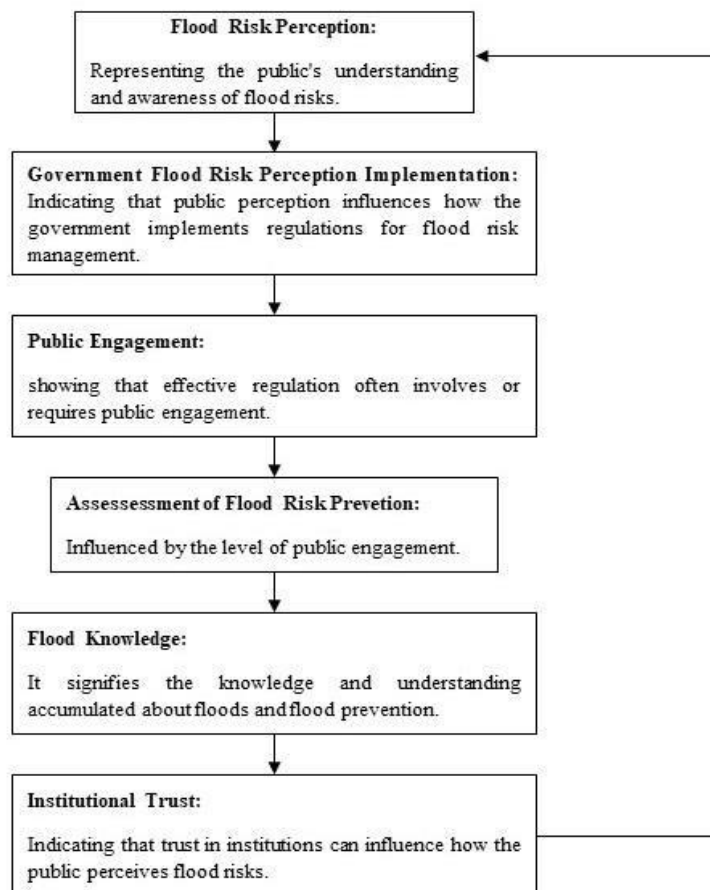 Flood Risk Perception:
Representing the public's understanding
and awareness of flood risks.
Government Flood Risk Perception Implementation:
Indicating that public perception influences how the
government implements regulations for flood risk
management.
Public Engagement:
showing that effective regulation often involves or
requires public engagement.
Assessessment of Flood Risk Prevetion:
Influenced by the level of public engagement.
Flood Knowledge:
It signifies the knowledge and understanding
accumulated about floods and flood prevention.
Institutional Trust:
Indicating that trust in institutions can influence how the
public perceives flood risks.